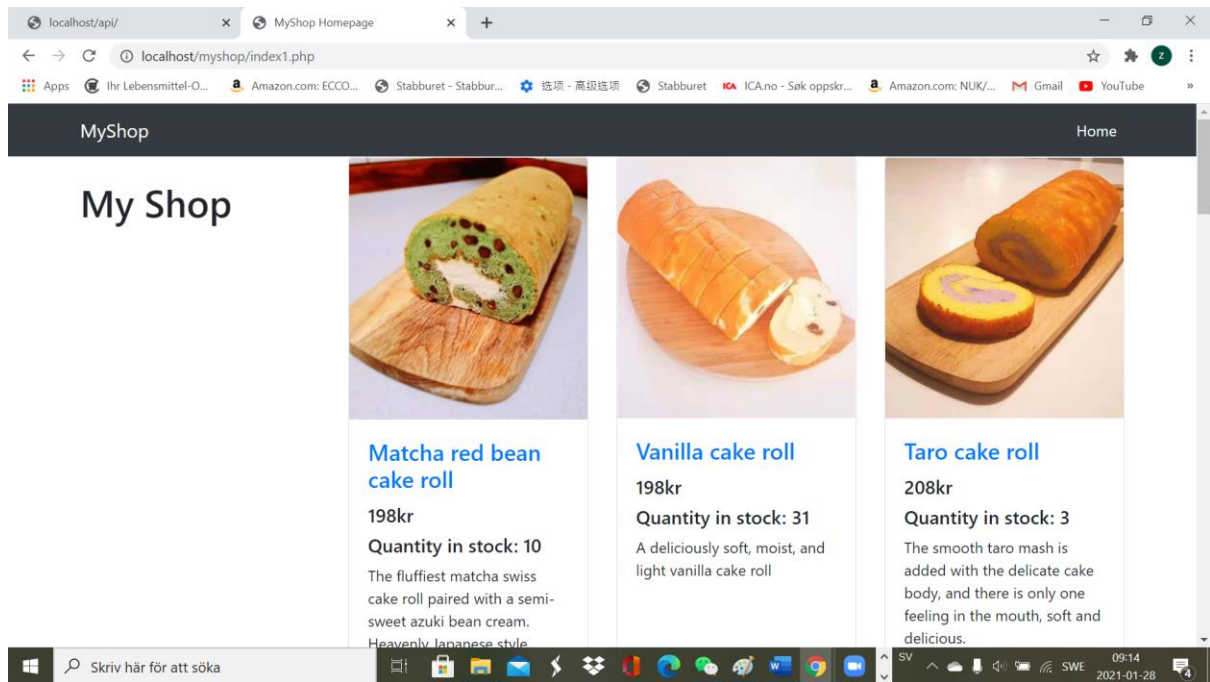 localhost/api/
MyShop Homepage
localhost/myshop/index1.php
Apps
Ihr Lebensmittel-O...
Amazon.com: ECCO...
Stabburet - Stabbur...
选项 - 高级选项
Stabburet
ICA ICA.no - Søk oppskr...
Amazon.com: NUK/...
Gmail
YouTube
»
MyShop
Home
My Shop
Matcha red bean
cake roll
198kr
Quantity in stock: 10
The fluffiest matcha swiss
cake roll paired with a semi-
sweet azuki bean cream.
Heavenly Japanese style
Vanilla cake roll
198kr
Quantity in stock: 31
A deliciously soft, moist, and
light vanilla cake roll
Taro cake roll
208kr
Quantity in stock: 3
The smooth taro mash is
added with the delicate cake
body, and there is only one
feeling in the mouth, soft and
delicious.
Skriv här för att söka
SV
SWE
09:14
2021-01-28
4